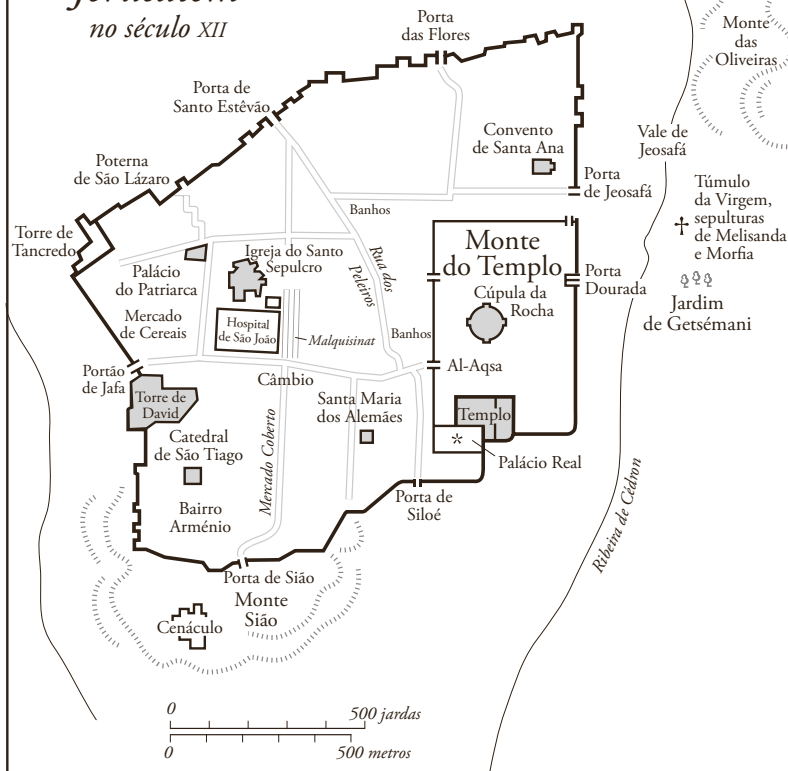 no século XII
Porta
das Flores
Monte
das
Oliveiras
Porta de
Santo Estêvão
Convento
de Santa Ana
Vale de
Jeosafá
Poterna
de São Lázaro
Porta
de Jeosafá
Túmulo
da Virgem,
sepulturas
de Melisanda
e Morfia
Banhos
Torre de
Tancredo
Igreja do Santo
Sepulcro
Rua dos
Peleiros
Monte
do Templo
Palácio
do Patriarca
Cúpula da
Rocha
Porta
Dourada
Jardim
de Getsémani
Mercado
de Cereais
Hospital
de São João
Malquisinat
Banhos
Portão
de Jafa
Câmbio
Al-Aqsa
Torre de
David
Santa Maria
dos Alemães
Templo
Mercado Coberto
Catedral
de São Tiago
*
Palácio Real
Bairro
Arménio
Porta de
Siloé
Ribeira de Cédron
Porta de Sião
Monte
Sião
Cenáculo
0 500 jardas
0 500 metros